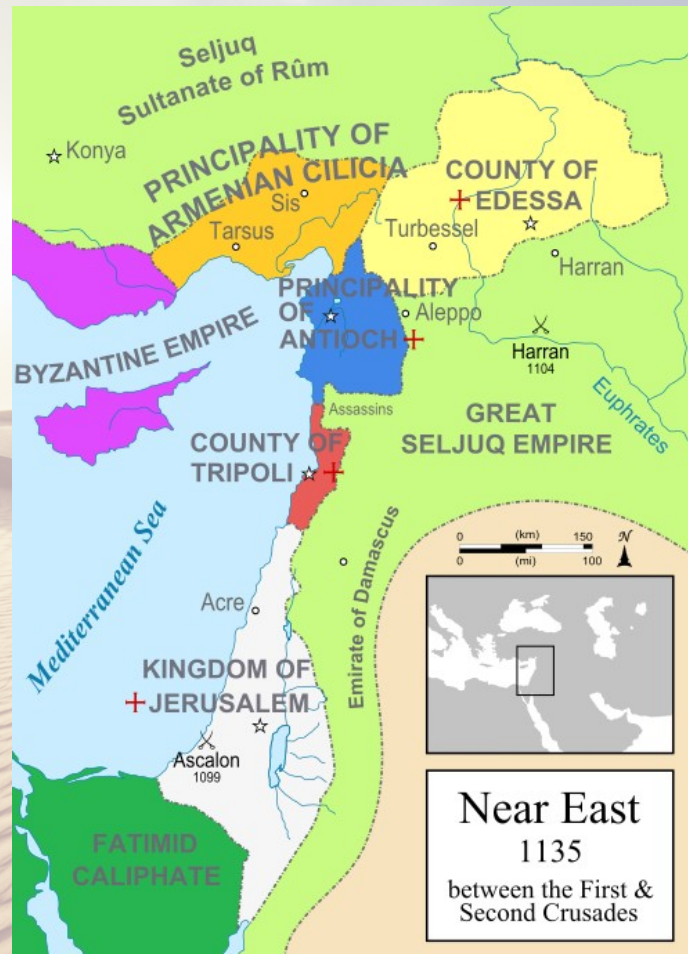 Seljuq
Sultanate of Rûm
Konya
PRINCIPALITY OF
ARMENIAN CILICIA
Sis
Tarsus
COUNTY OF
EDESSA
Turbessel
Harran
PRINCIPALITY
OF
ANTIOCH
Aleppo
Harran
1104
BYZANTINE EMPIRE
Euphrates
Assassins
GREAT
SELJUQ EMPIRE
COUNTY OF
TRIPOLI
Mediterranean Sea
Emirate of Damascus
0 (km) 150
N
0 (mi) 100
Acre
KINGDOM OF
JERUSALEM
Ascalon
1099
FATIMID
CALIPHATE
Near East
1135
between the First &
Second Crusades